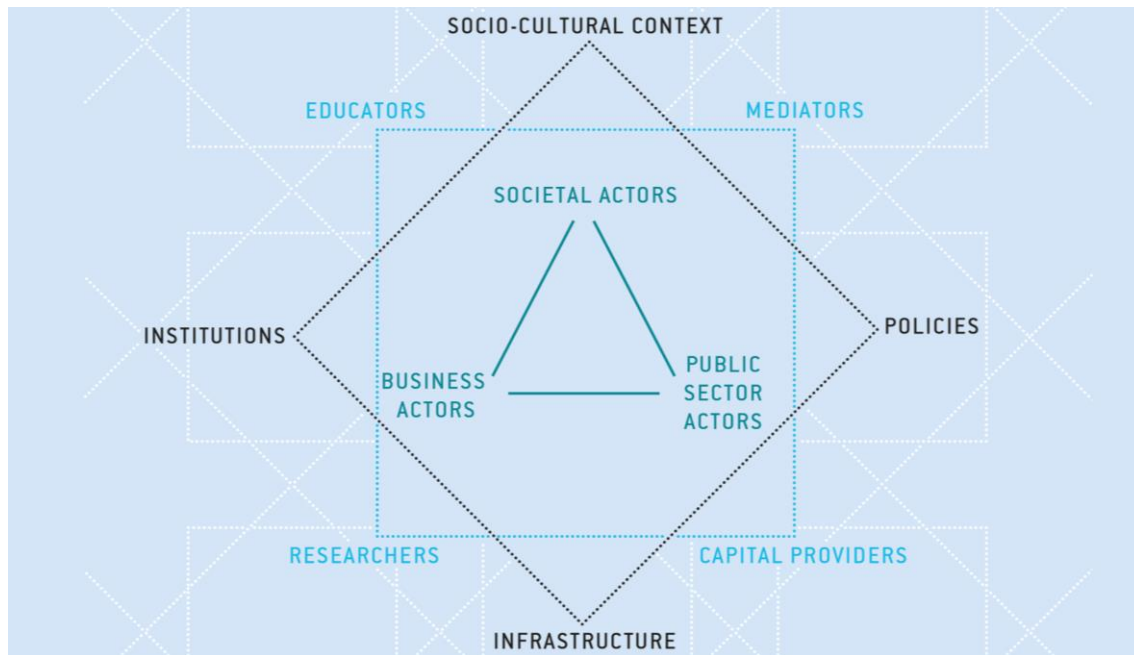 SOCIO-CULTURAL CONTEXT
EDUCATORS
MEDIATORS
SOCIETAL ACTORS
INSTITUTIONS
POLICIES
BUSINESS
ACTORS
PUBLIC
SECTOR
ACTORS
RESEARCHERS
CAPITAL PROVIDERS
INFRASTRUCTURE